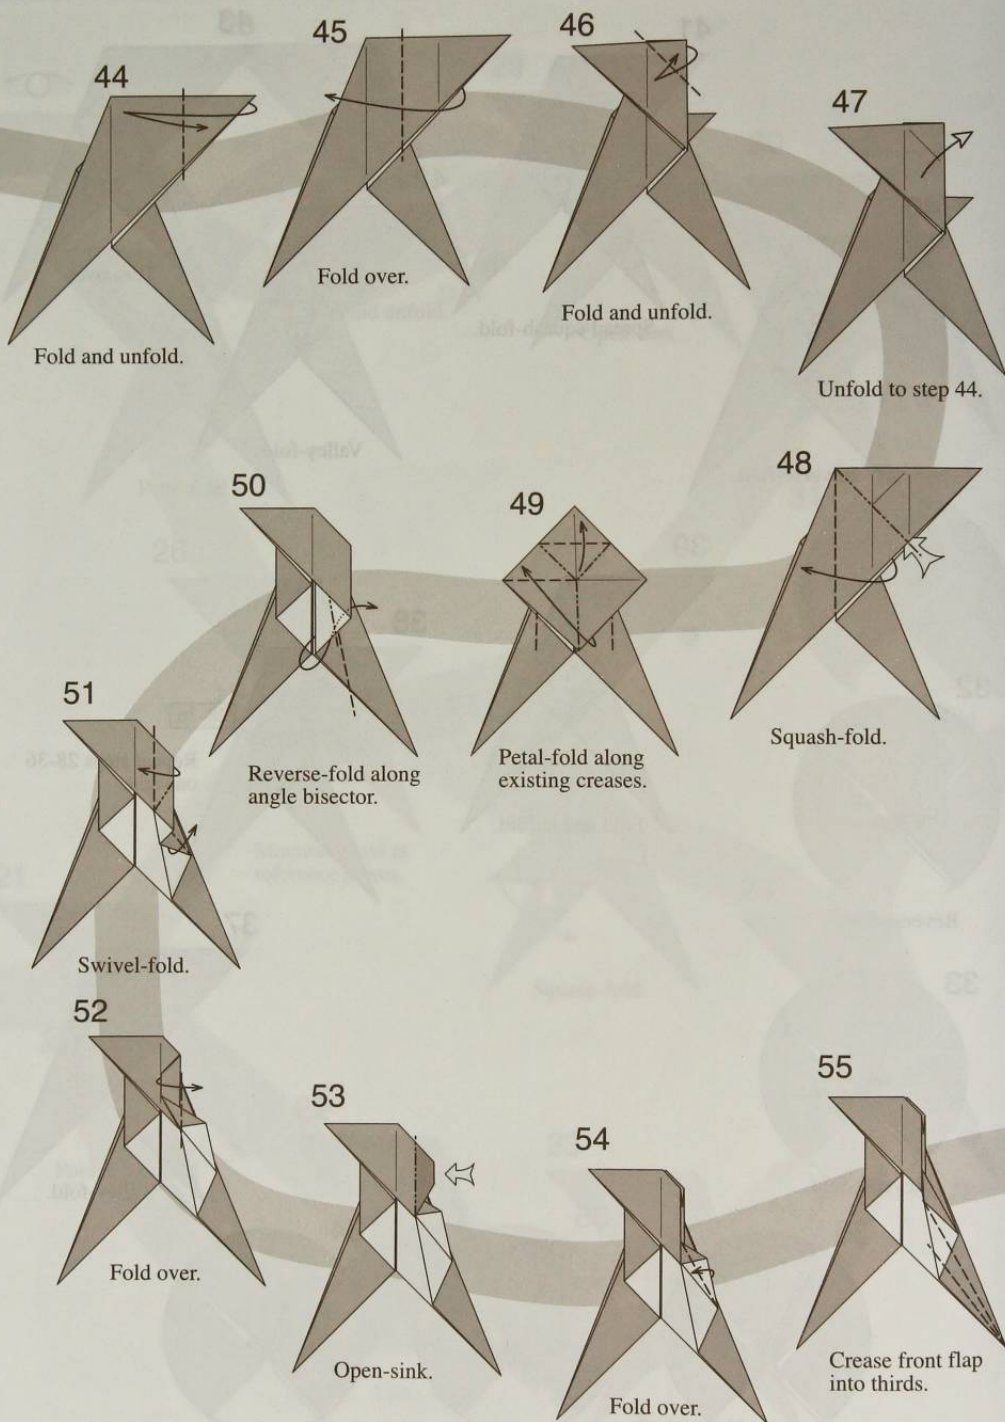 44
Fold and unfold.
45
Fold over.
46
Fold and unfold.
47
Unfold to step 44.
48
Squash-fold.
49
Petal-fold along
existing creases.
50
Reverse-fold along
angle bisector.
51
Swivel-fold.
52
Fold over.
53
Open-sink.
54
Fold over.
55
Crease front flap
into thirds.